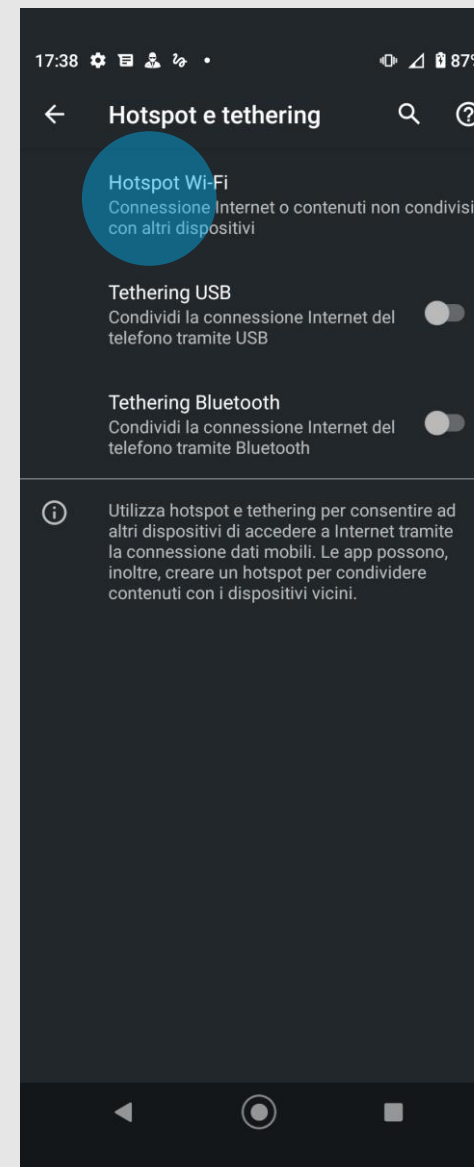 17:38 87%
Hotspot e tethering
Hotspot Wi-Fi
Connessione Internet o contenuti non condivisi
con altri dispositivi
Tethering USB
Condividi la connessione Internet del
telefono tramite USB
Tethering Bluetooth
Condividi la connessione Internet del
telefono tramite Bluetooth
Utilizza hotspot e tethering per consentire ad
altri dispositivi di accedere a Internet tramite
la connessione dati mobili. Le app possono,
inoltre, creare un hotspot per condividere
contenuti con i dispositivi vicini.